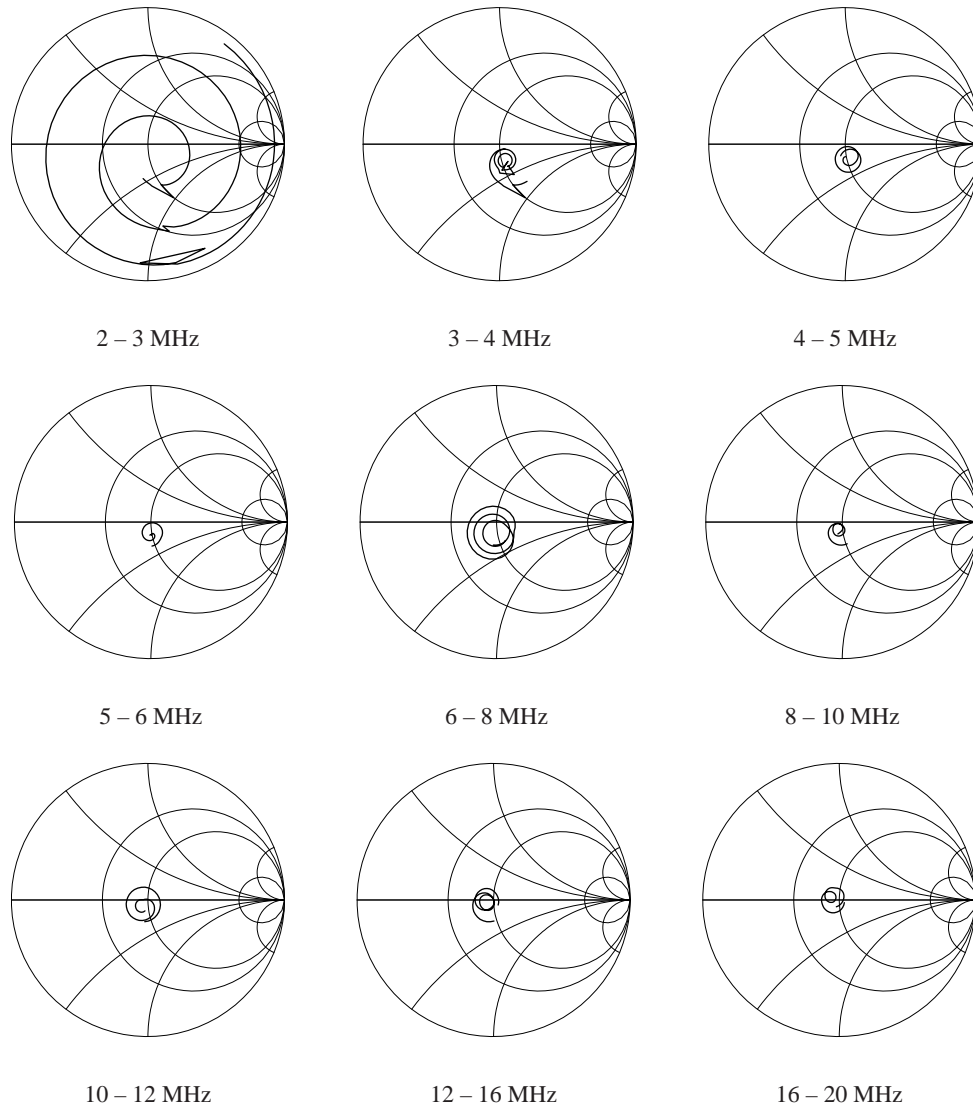 2 – 3 MHz
3 – 4 MHz
4 – 5 MHz
5 – 6 MHz
6 – 8 MHz
8 – 10 MHz
10 – 12 MHz
12 – 16 MHz
16 – 20 MHz